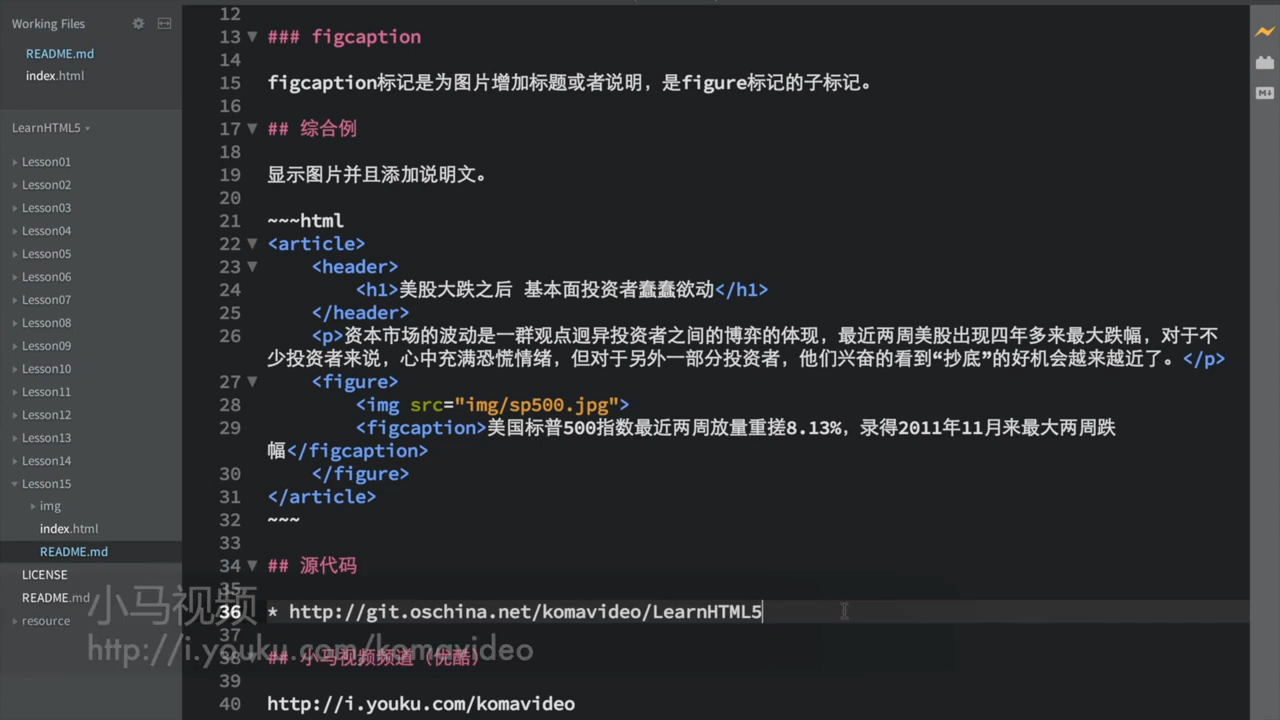 Working Files
README.md
index.html
LearnHTML5
Lesson01
Lesson02
Lesson03
Lesson04
Lesson05
Lesson06
Lesson07
Lesson08
Lesson09
Lesson10
Lesson11
Lesson12
Lesson13
Lesson14
Lesson15
img
index.html
README.md
LICENSE
README.md
resource
12
13 ### figcaption
14
15 figcaption标记是为图片增加标题或者说明，是figure标记的子标记。
16
17 ## 综合例
18
19 显示图片并且添加说明文。
20
21 ~~~html
22 <article>
23 <header>
24 <h1>美股大跌之后 基本面投资者蠢蠢欲动</h1>
25 </header>
26 <p>资本市场的波动是一群观点迥异投资者之间的博弈的体现，最近两周美股出现四年多来最大跌幅，对于不
少投资者来说，心中充满恐慌情绪，但对于另外一部分投资者，他们兴奋的看到“抄底”的好机会越来越近了。</p>
27 <figure>
28 <img src="img/sp500.jpg">
29 <figcaption>美国标普500指数最近两周放量重搓8.13%，录得2011年11月来最大两周跌
幅</figcaption>
30 </figure>
31 </article>
32 ~~~
33
34 ## 源代码
35
36 * http://git.oschina.net/komavideo/LearnHTML5
37
38 ## 小马视频频道（优酷）
39
40 http://i.youku.com/komavideo
小马视频
http://i.youku.com/komavideo